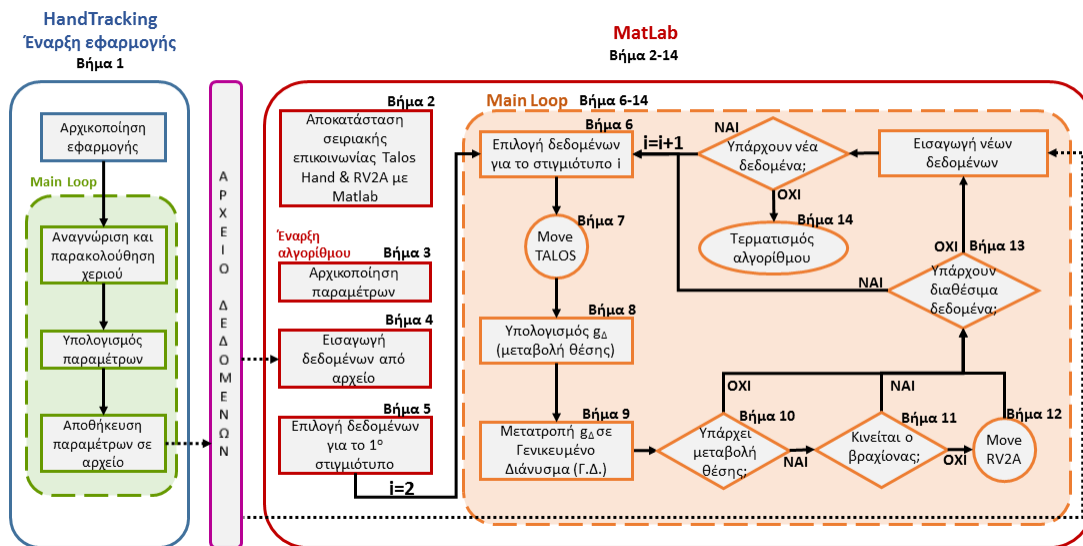 HandTracking
Έναρξη εφαρμογής
Βήμα 1
Αρχικοποίηση
εφαρμογής
Main Loop
Αναγνώριση και
παρακολούθηση
χεριού
Υπολογισμός
παραμέτρων
Αποθήκευση
παραμέτρων σε
αρχείο
ΑΡΧΕΙΟ ΔΕΔΟΜΕΝΩΝ
MatLab
Βήμα 2-14
Βήμα 2
Αποκατάσταση
σειριακής
επικοινωνίας Talos
Hand & RV2A με
Matlab
Έναρξη
αλγορίθμου
Βήμα 3
Αρχικοποίηση
παραμέτρων
Βήμα 4
Εισαγωγή
δεδομένων από
αρχείο
Βήμα 5
Επιλογή δεδομένων
για το 1ο
στιγμιότυπο
i=2
Main Loop
Βήμα 6-14
Βήμα 6
Επιλογή δεδομένων
για το στιγμιότυπο i
i=i+1
Βήμα 7
Move
TALOS
Βήμα 8
Υπολογισμός gΔ
(μεταβολή θέσης)
Βήμα 9
Μετατροπή gΔ σε
Γενικευμένο
Διάνυσμα (Γ.Δ.)
ΟΧΙ
Βήμα 10
Υπάρχει
μεταβολή
θέσης;
ΝΑΙ
ΝΑΙ
Βήμα 11
Κινείται ο
βραχίονας;
ΟΧΙ
Βήμα 12
Move
RV2A
ΟΧΙ
Βήμα 13
Υπάρχουν
διαθέσιμα
δεδομένα;
ΝΑΙ
Εισαγωγή νέων
δεδομένων
ΝΑΙ
Υπάρχουν νέα
δεδομένα;
ΟΧΙ
Βήμα 14
Τερματισμός
αλγορίθμου